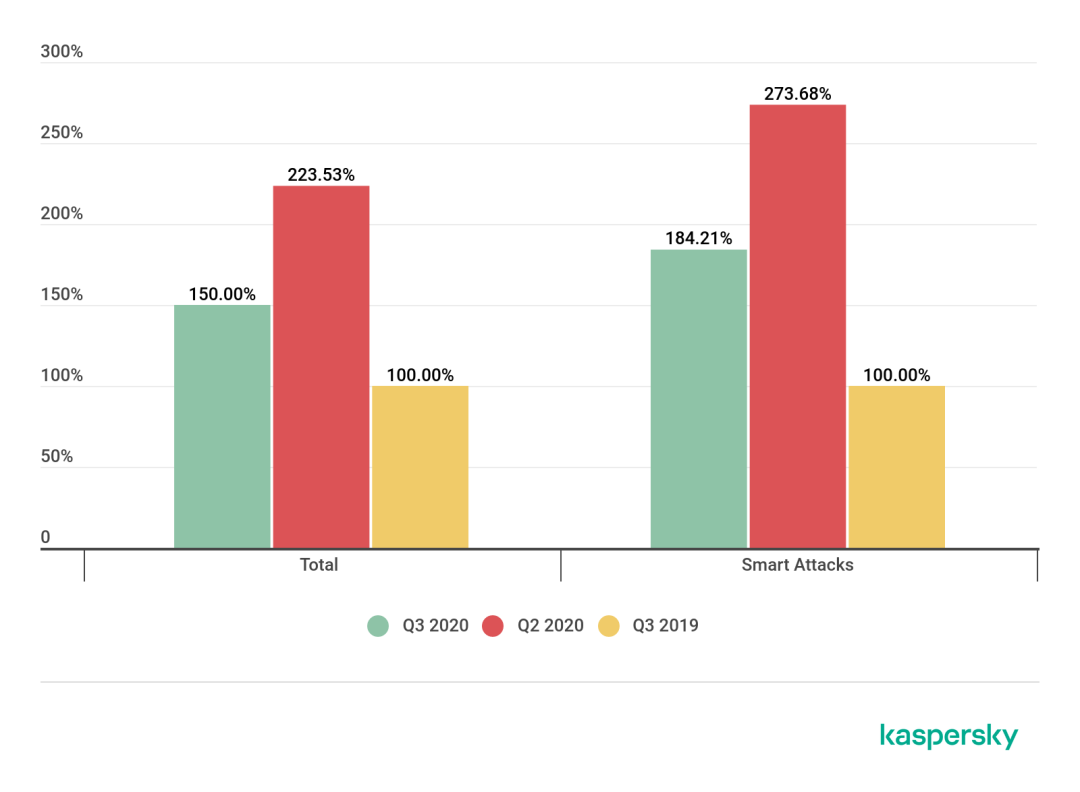 300%
273.68%
250%
223.53%
200%
184.21%
150.00%
150%
100%
100.00%
100.00%
50%
0
Total
Smart Attacks
Q3 2020
Q2 2020
Q3 2019
kaspersky